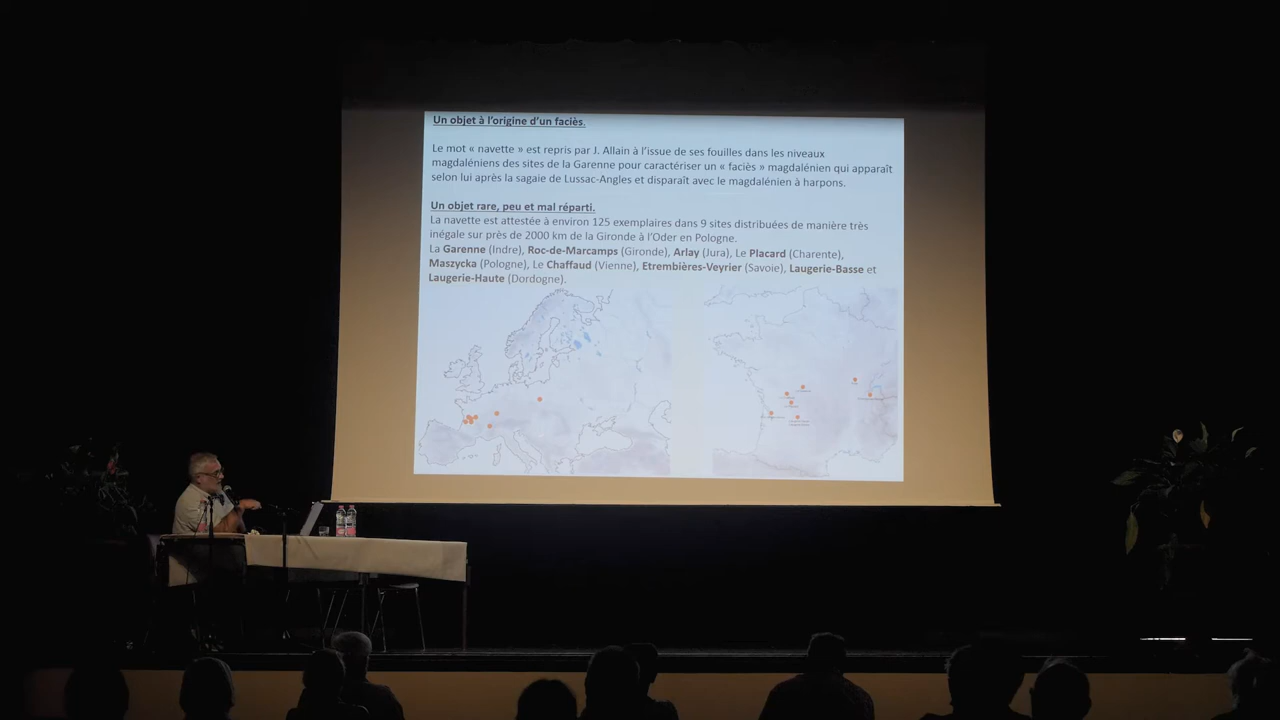 Un objet à l'origine d'un faciès.
Le mot « navette » est repris par J. Allain à l'issue de ses fouilles dans les niveaux
magdaléniens des sites de la Garenne pour caractériser un « faciès » magdalénien qui apparaît
selon lui après la sagaie de Lussac-Angles et disparaît avec le magdalénien à harpons.
Un objet rare, peu et mal réparti.
La navette est attestée à environ 125 exemplaires dans 9 sites distribuées de manière très
inégale sur près de 2000 km de la Gironde à l'Oder en Pologne.
La Garenne (Indre), Roc-de-Marcamps (Gironde), Arlay (Jura), Le Placard (Charente),
Maszycka (Pologne), Le Chaffaud (Vienne), Etrembières-Veyrier (Savoie), Laugerie-Basse et
Laugerie-Haute (Dordogne).